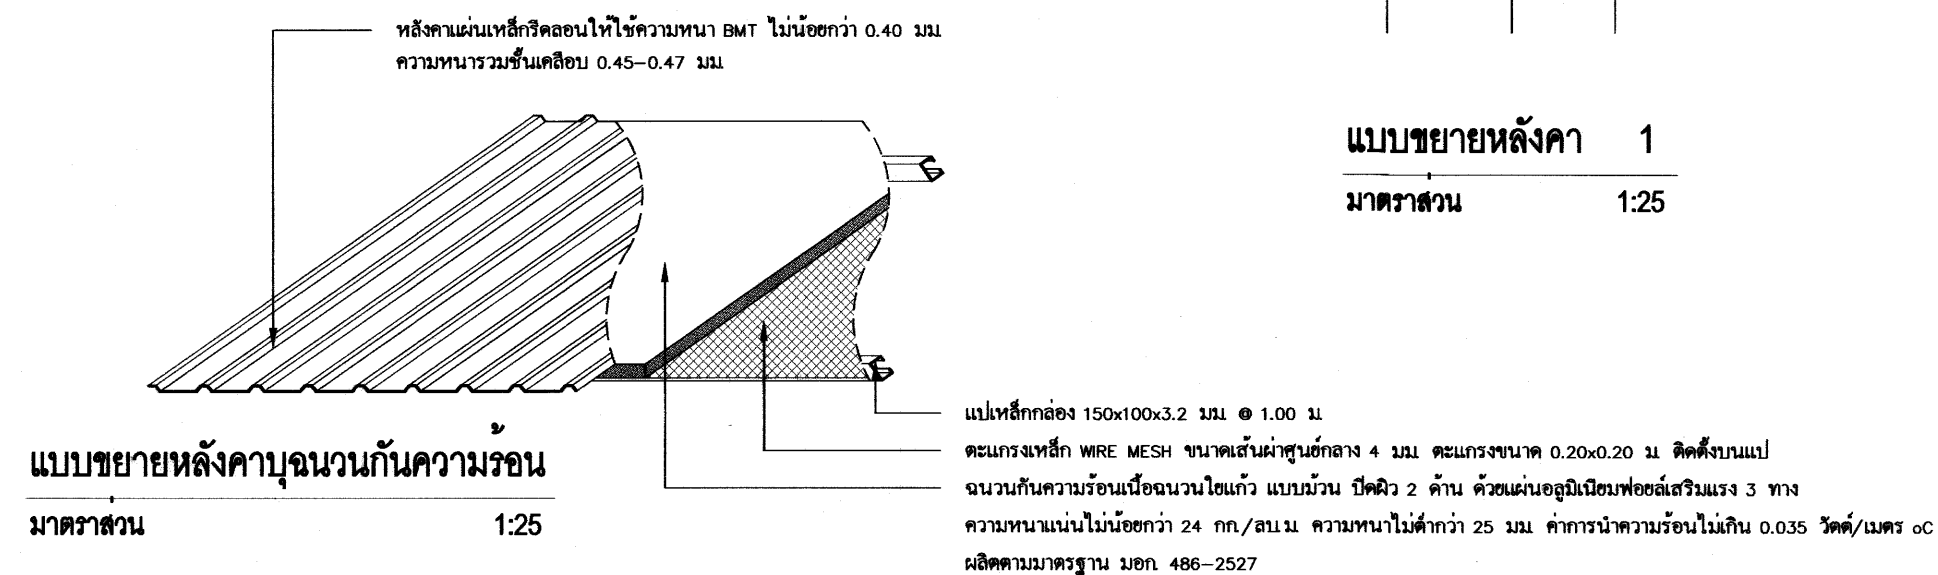 หลังคาแผ่นเหล็กรีดลอนให้ใช้ความหนา BMT ไม่น้อยกว่า 0.40 มม.
ความหนารวมชั้นเคลือบ 0.45-0.47 มม.
แบบขยายหลังคา 1
มาตราส่วน 1:25
แปเหล็กกล่อง 150x100x3.2 มม. @ 1.00 ม.
ตะแกรงเหล็ก WIRE MESH ขนาดเส้นผ่าศูนย์กลาง 4 มม. ตะแกรงขนาด 0.20x0.20 ม. ติดตั้งบนแป
ฉนวนกันความร้อนเนื้อฉนวนใยแก้ว แบบม้วน ปิดผิว 2 ด้าน ด้วยแผ่นอลูมิเนียมฟอยล์เสริมแรง 3 ทาง
ความหนาแน่นไม่น้อยกว่า 24 กก./ลบ.ม. ความหนาไม่ต่ำกว่า 25 มม. ค่าการนำความร้อนไม่เกิน 0.035 วัตต์/เมตร oC
ผลิตตามมาตรฐาน มอก. 486-2527
แบบขยายหลังคาบุฉนวนกันความร้อน
มาตราส่วน 1:25